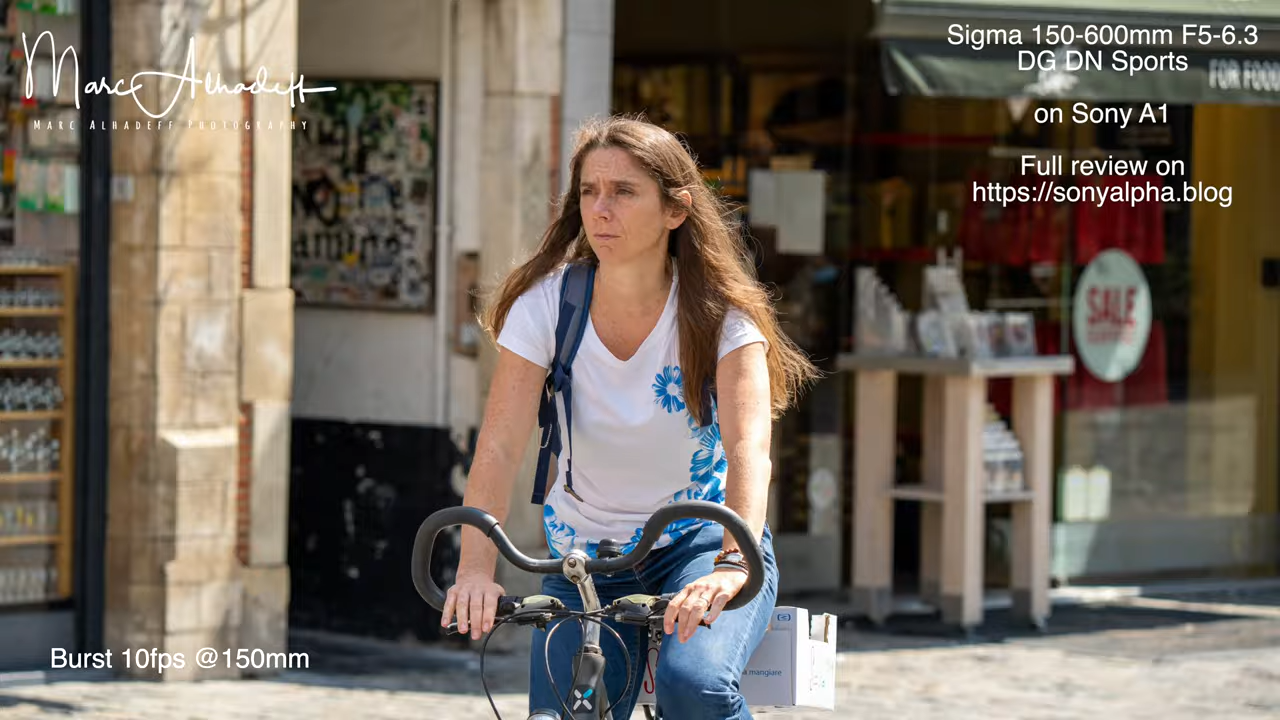 Marc Alhadeff
MARC ALHADEFF PHOTOGRAPHY
Sigma 150-600mm F5-6.3
DG DN Sports
on Sony A1
Full review on
https://sonyalpha.blog
FOR FOOD
SALE
mangiare
Burst 10fps @150mm